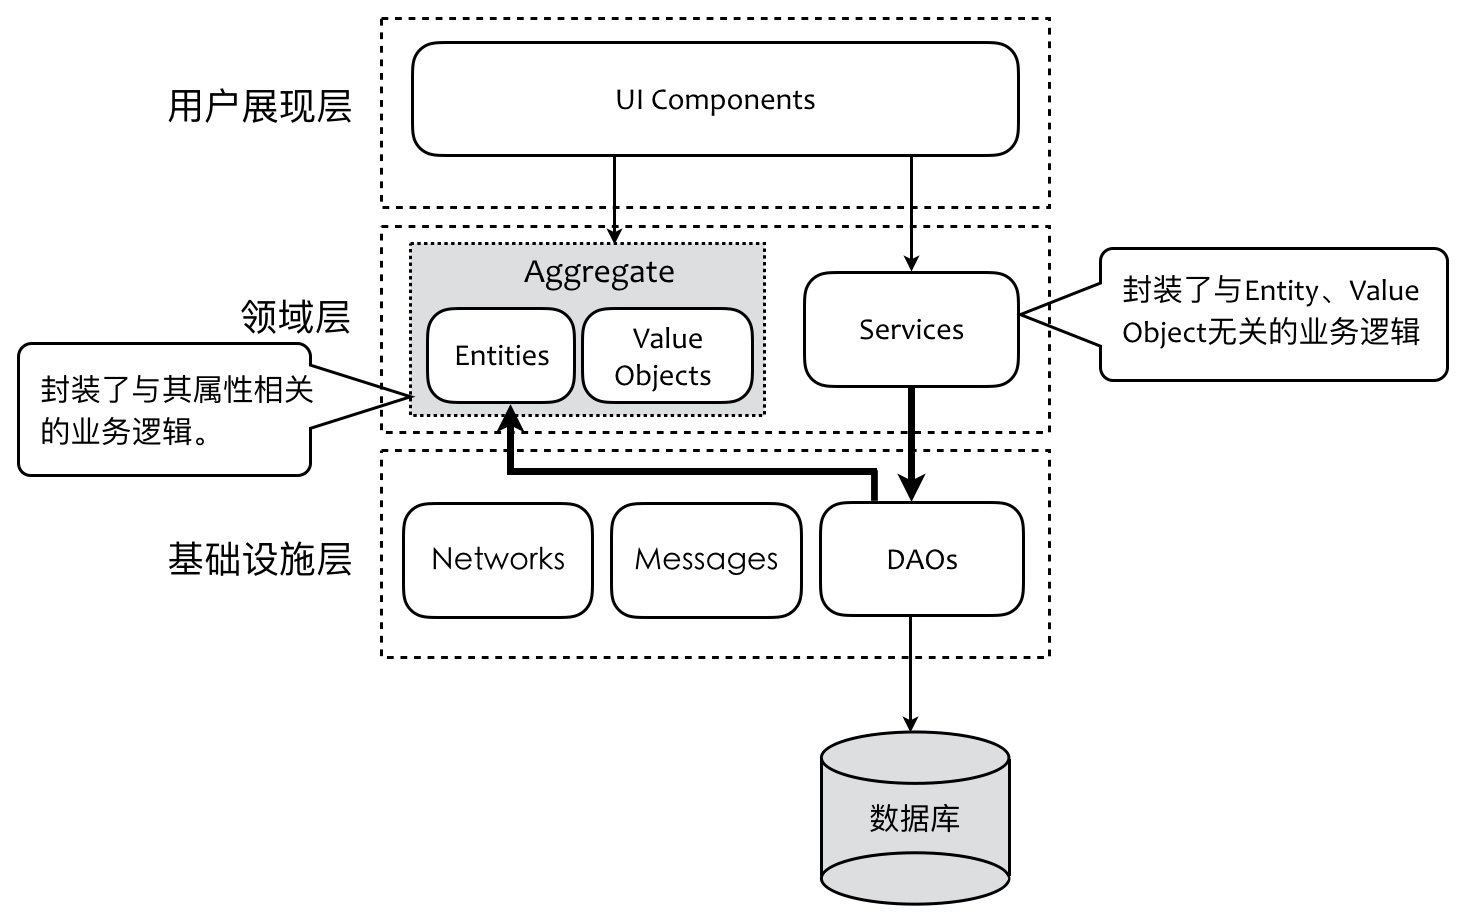 用户展现层
UI Components
领域层
Aggregate
Entities
Value
Objects
Services
封装了与Entity、Value
Object无关的业务逻辑
封装了与其属性相关
的业务逻辑。
基础设施层
Networks
Messages
DAOs
数据库